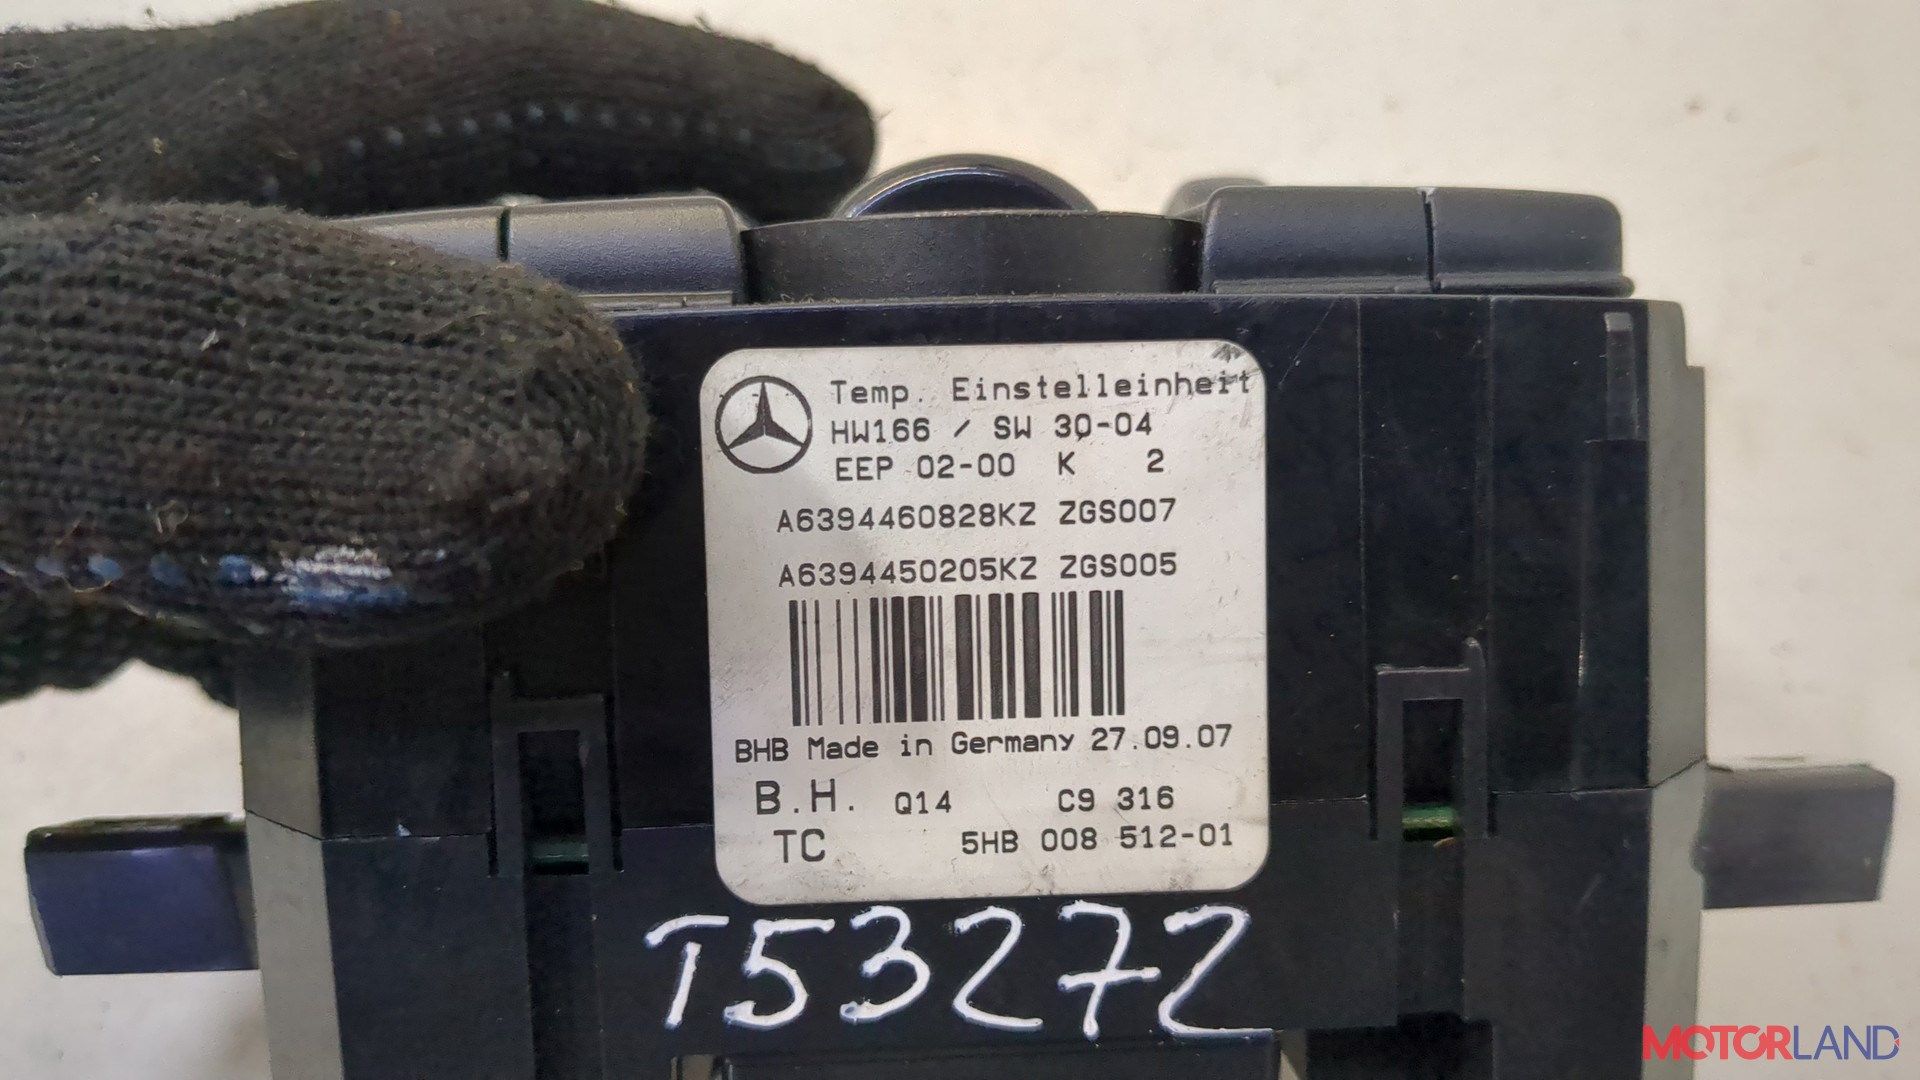 Temp. Einstelleinheit
HW166 / SW 30-04
EEP 02-00 K 2
A6394460828KZ ZGS007
A6394450205KZ ZGS005
BHB Made in Germany 27.09.07
B.H. Q14 C9 316
TC 5HB 008 512-01
T53272
MOTORLAND